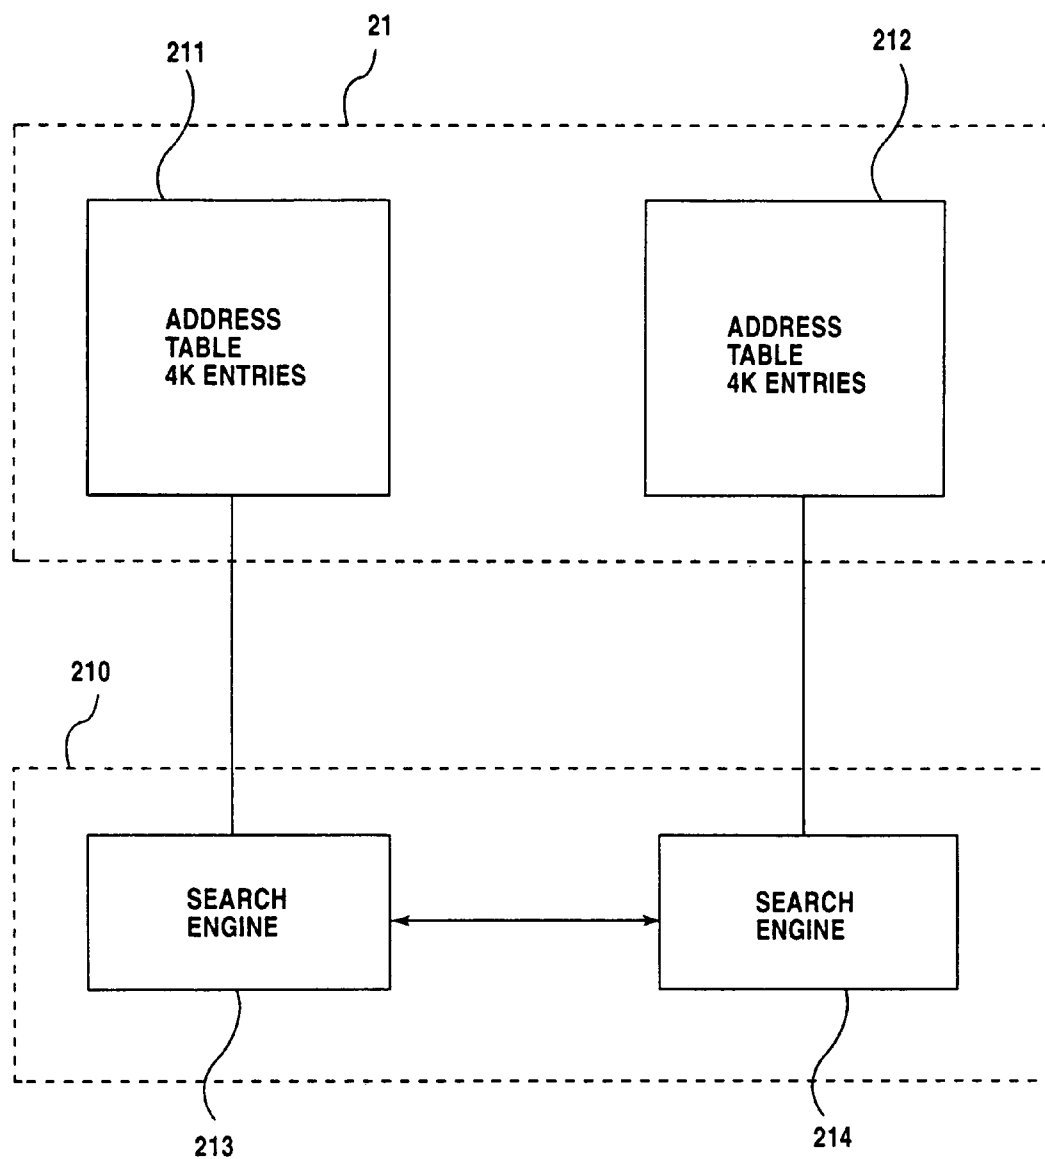 21
211
212
ADDRESS
TABLE
4K ENTRIES
ADDRESS
TABLE
4K ENTRIES
210
SEARCH
ENGINE
SEARCH
ENGINE
213
214